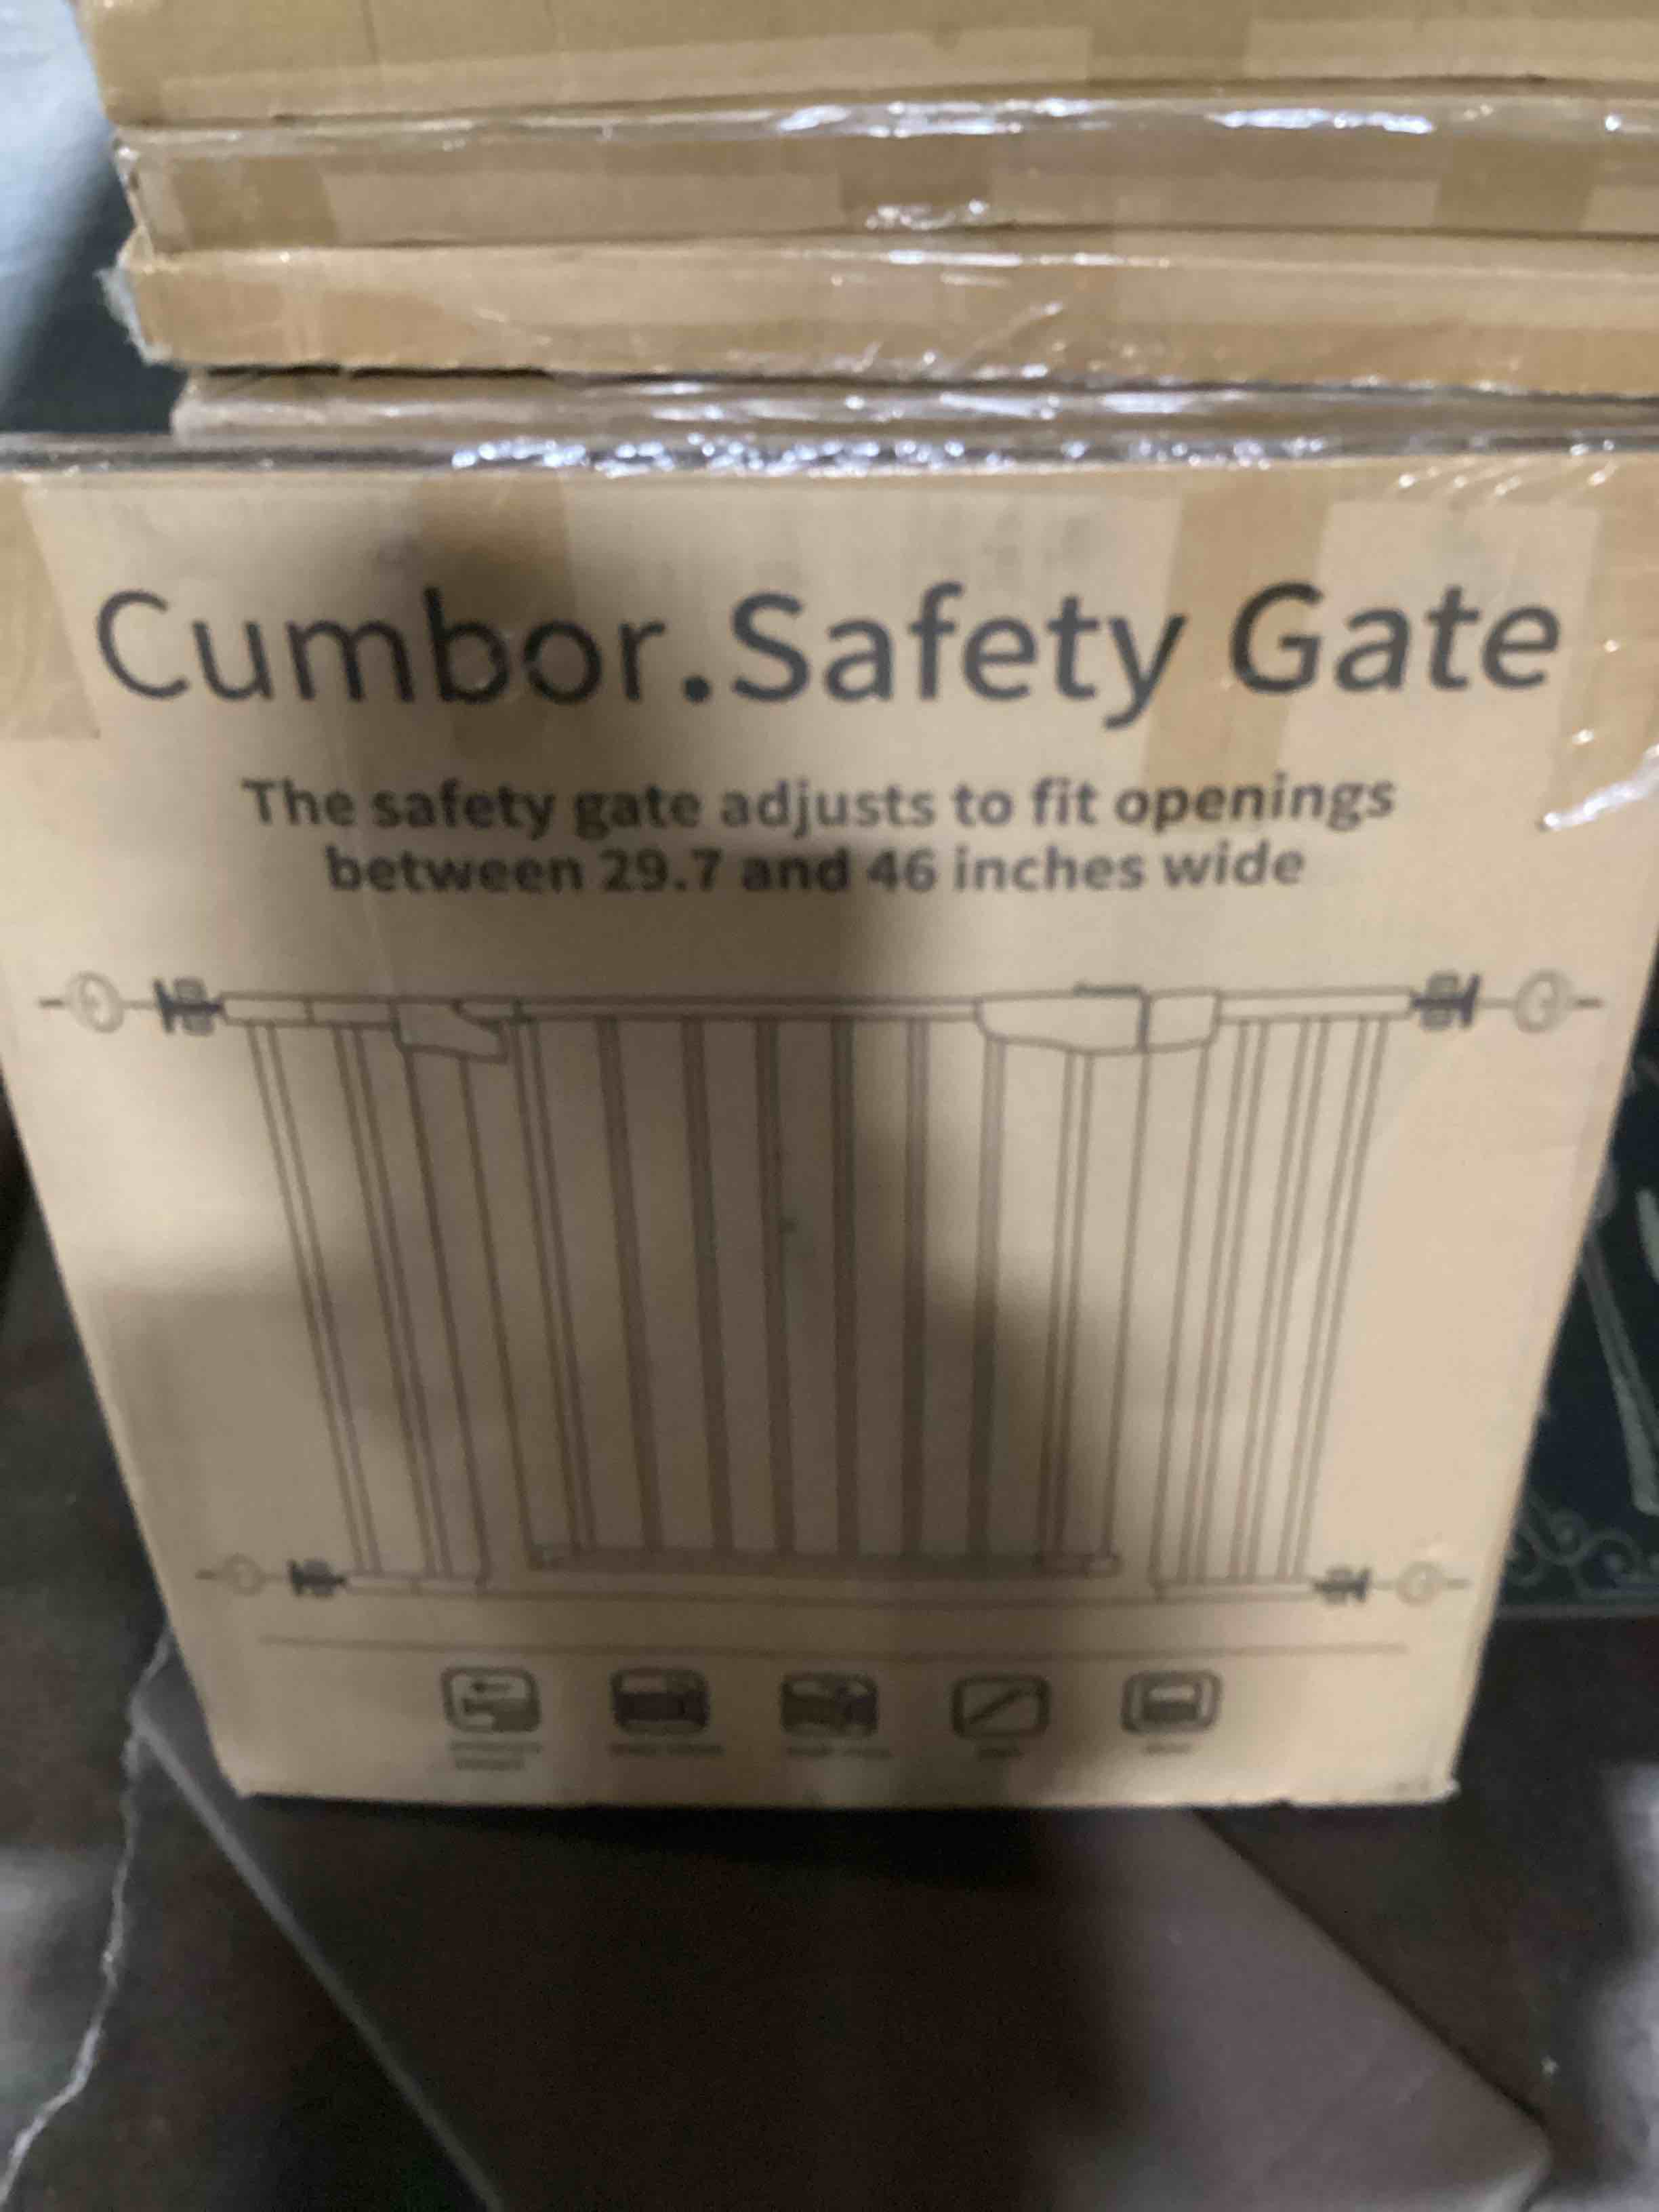 Cumbor.Safety Gate
The safety gate adjusts to fit openings
between 29.7 and 46 inches wide